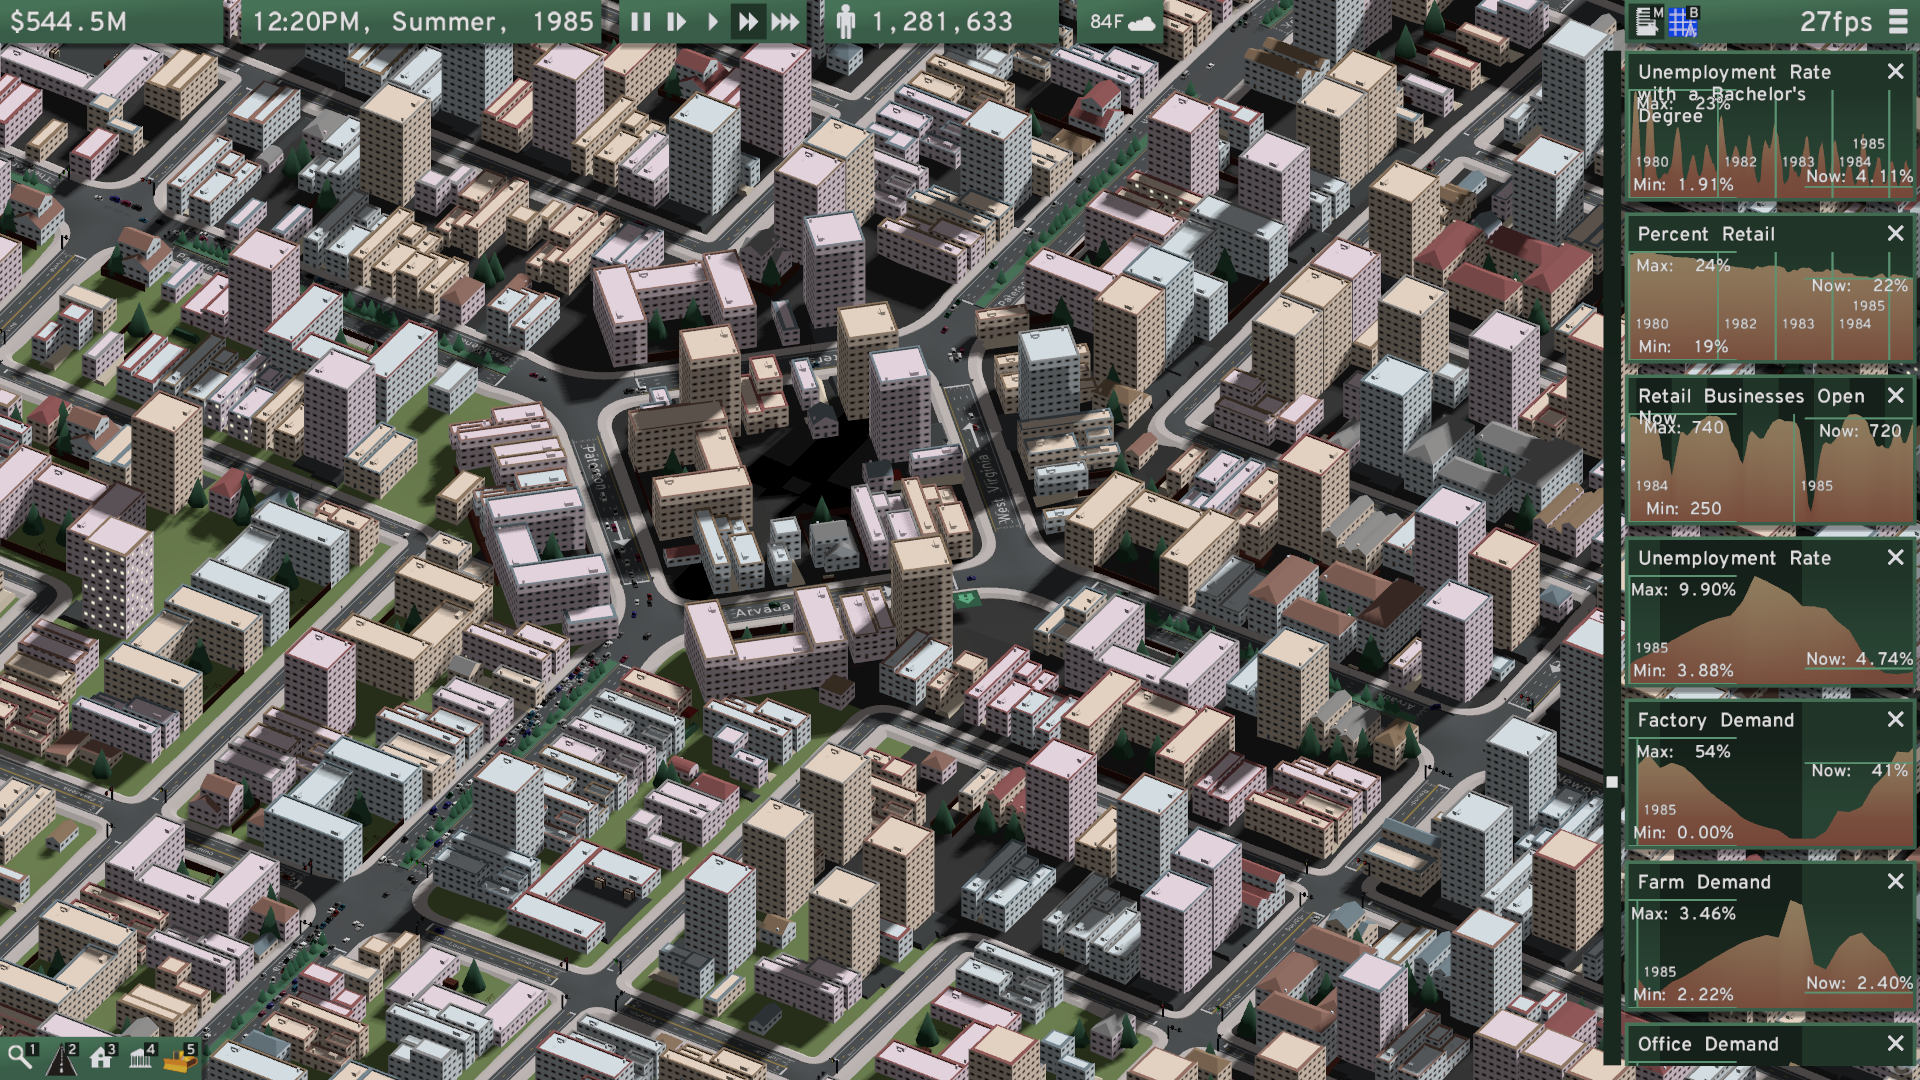 $544.5M
12:20PM, Summer, 1985
1,281,633
84F
M
B
27fps
Unemployment Rate
with a Bachelor's
Degree
Max: 23%
1985
1980 1982 1983 1984
Now: 4.11%
Min: 1.91%
Percent Retail
Max: 24%
Now: 22%
1985
1980 1982 1983 1984
Min: 19%
Retail Businesses Open
Now
Max: 740
Now: 720
1984 1985
Min: 250
Unemployment Rate
Max: 9.90%
1985
Now: 4.74%
Min: 3.88%
Factory Demand
Max: 54%
Now: 41%
1985
Min: 0.00%
Farm Demand
Max: 3.46%
1985
Now: 2.40%
Min: 2.22%
Office Demand
Paterson
West Virginia
Arvada
1 2 3 4 5